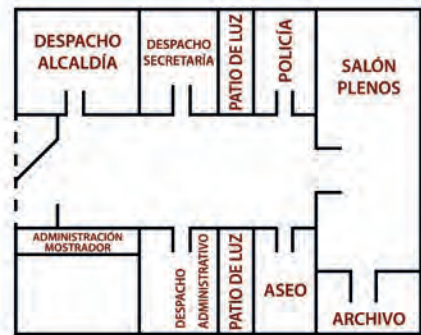 DESPACHO
ALCALDÍA
DESPACHO
SECRETARÍA
PATIO DE LUZ
POLICÍA
SALÓN
PLENOS
ADMINISTRACIÓN
MOSTRADOR
DESPACHO
ADMINISTRATIVO
PATIO DE LUZ
ASEO
ARCHIVO